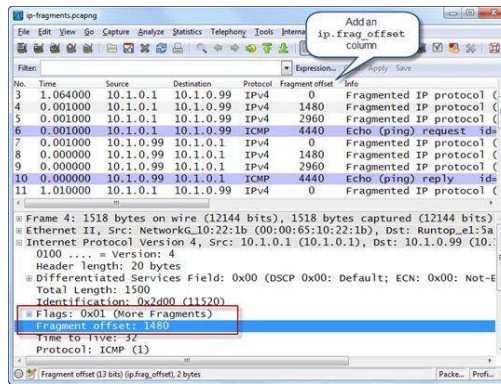 ip-fragments.pcapng
Add an
ip.frag_offset
column
File Edit View Go Capture Analyze Statistics Telephony Tools Interna
Filter: Expression... Apply Save
No. Time Source Destination Protocol Fragment offset Info
3 1.064000 10.1.0.1 10.1.0.99 IPv4 0 Fragmented IP protocol (
4 0.001000 10.1.0.1 10.1.0.99 IPv4 1480 Fragmented IP protocol (
5 0.001000 10.1.0.1 10.1.0.99 IPv4 2960 Fragmented IP protocol (
6 0.001000 10.1.0.1 10.1.0.99 ICMP 4440 Echo (ping) request id=
7 0.001000 10.1.0.99 10.1.0.1 IPv4 0 Fragmented IP protocol (
8 0.000000 10.1.0.99 10.1.0.1 IPv4 1480 Fragmented IP protocol (
9 0.000000 10.1.0.99 10.1.0.1 IPv4 2960 Fragmented IP protocol (
10 0.000000 10.1.0.99 10.1.0.1 ICMP 4440 Echo (ping) reply id=
11 1.010000 10.1.0.1 10.1.0.99 IPv4 0 Fragmented IP protocol (
Frame 4: 1518 bytes on wire (12144 bits), 1518 bytes captured (12144 bits)
Ethernet II, Src: NetworkG_10:22:1b (00:00:65:10:22:1b), Dst: Runtop_e1:5a
Internet Protocol Version 4, Src: 10.1.0.1 (10.1.0.1), Dst: 10.1.0.99 (10.
0100 .... = Version: 4
Header length: 20 bytes
Differentiated Services Field: 0x00 (DSCP 0x00: Default; ECN: 0x00: Not-E
Total Length: 1500
Identification: 0x2d00 (11520)
Flags: 0x01 (More Fragments)
Fragment offset: 1480
Time to live: 32
Protocol: ICMP (1)
Fragment offset (13 bits) (ip.frag_offset), 2 bytes Packe... Profi...